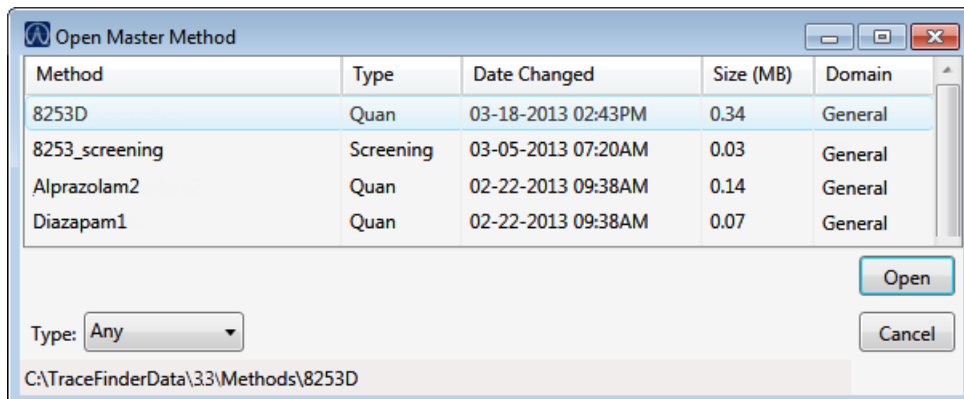 Open Master Method
Method Type Date Changed Size (MB) Domain
8253D Quan 03-18-2013 02:43PM 0.34 General
8253_screening Screening 03-05-2013 07:20AM 0.03 General
Alprazolam2 Quan 02-22-2013 09:38AM 0.14 General
Diazapam1 Quan 02-22-2013 09:38AM 0.07 General
Open
Type: Any
Cancel
C:\TraceFinderData\3.3\Methods\8253D